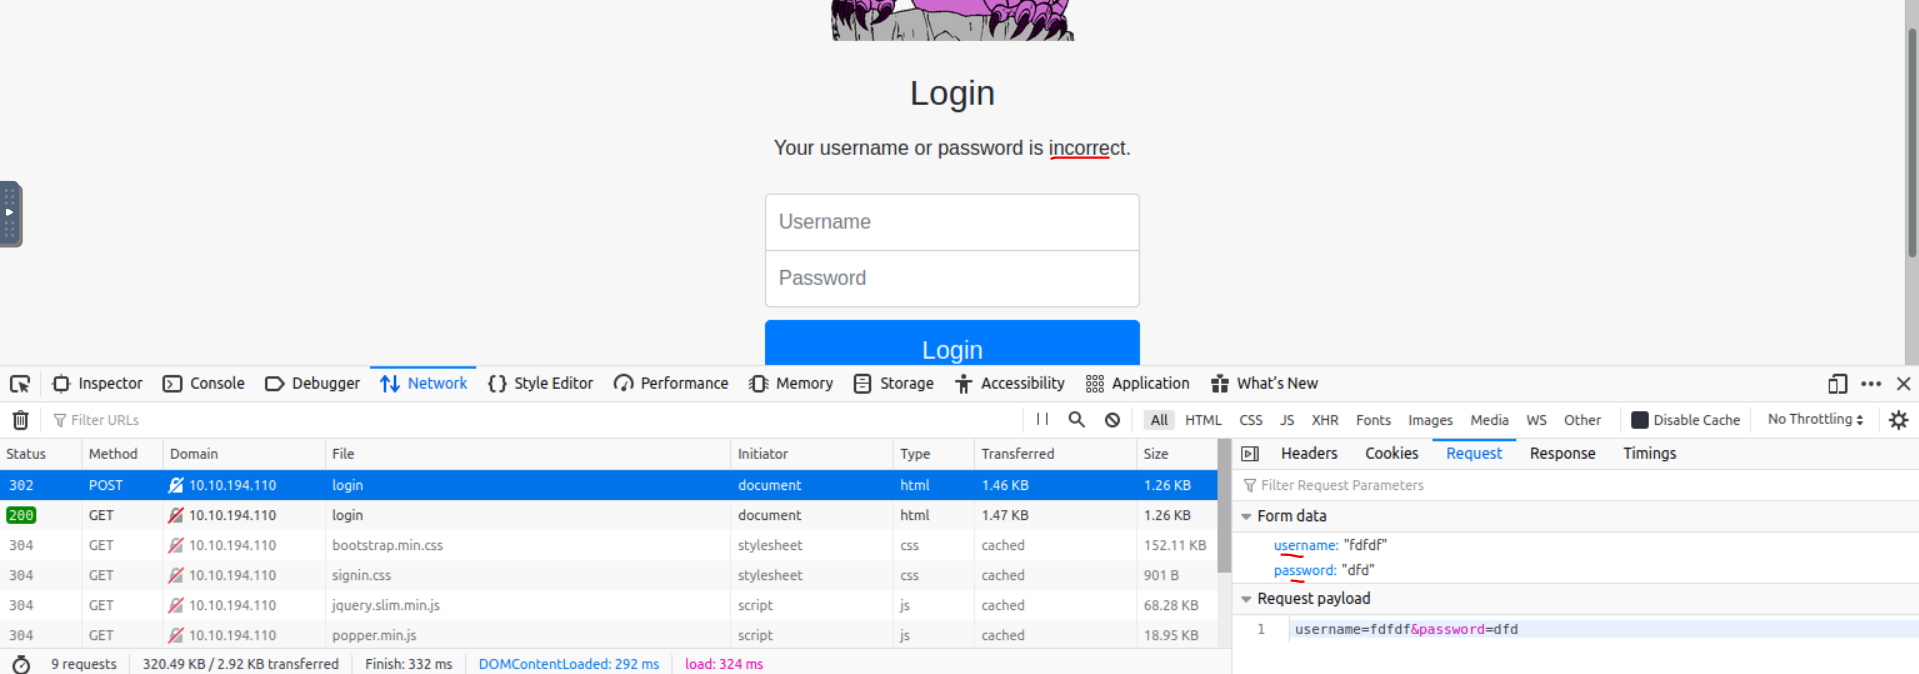 Login
Your username or password is incorrect.
Username
Password
Login
Inspector Console Debugger Network Style Editor Performance Memory Storage Accessibility Application What's New
Filter URLs All HTML CSS JS XHR Fonts Images Media WS Other Disable Cache No Throttling
Status Method Domain File Initiator Type Transferred Size
302 POST 10.10.194.110 login document html 1.46 KB 1.26 KB
200 GET 10.10.194.110 login document html 1.47 KB 1.26 KB
304 GET 10.10.194.110 bootstrap.min.css stylesheet css cached 152.11 KB
304 GET 10.10.194.110 signin.css stylesheet css cached 901 B
304 GET 10.10.194.110 jquery.slim.min.js script js cached 68.28 KB
304 GET 10.10.194.110 popper.min.js script js cached 18.95 KB
9 requests 320.49 KB / 2.92 KB transferred Finish: 332 ms DOMContentLoaded: 292 ms load: 324 ms
Headers Cookies Request Response Timings
Filter Request Parameters
Form data
username: "fdfdf"
password: "dfd"
Request payload
1 username=fdfdf&password=dfd